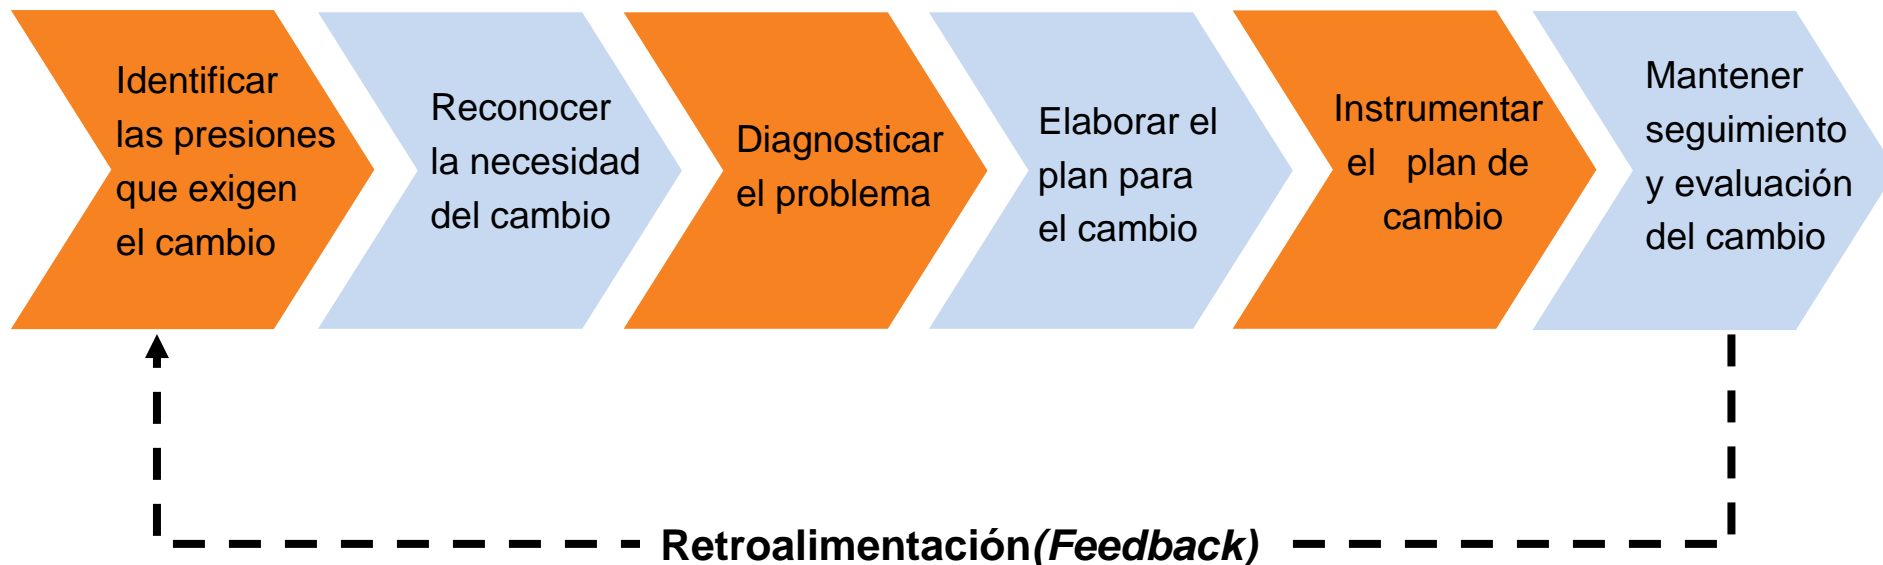 Identificar
las presiones
que exigen
el cambio
Reconocer
la necesidad
del cambio
Diagnosticar
el problema
Elaborar el
plan para
el cambio
Instrumentar
el plan de
cambio
Mantener
seguimiento
y evaluación
del cambio
Retroalimentación(Feedback)